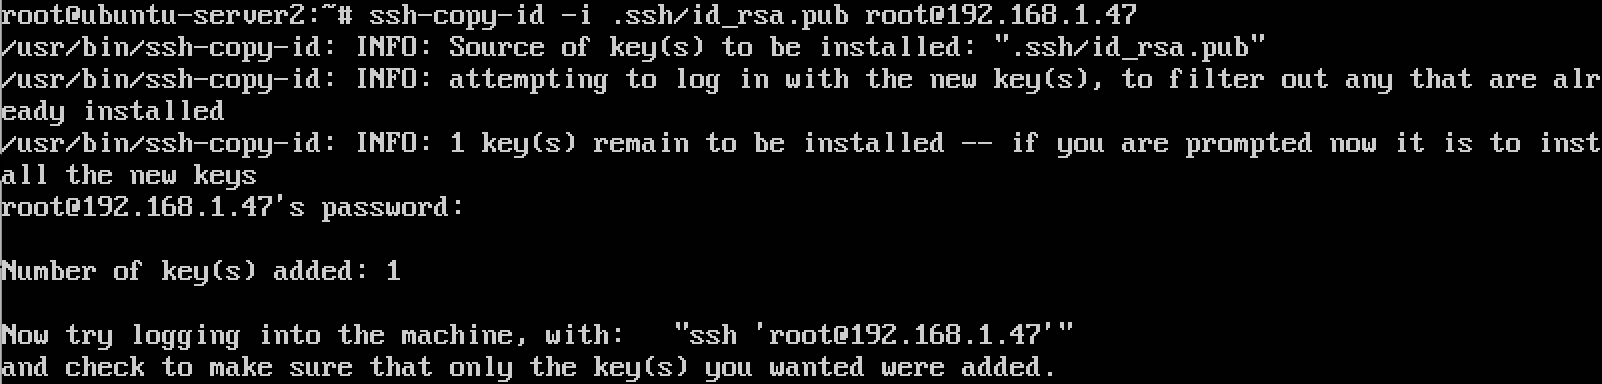 root@ubuntu-server2:~# ssh-copy-id -i .ssh/id_rsa.pub root@192.168.1.47
/usr/bin/ssh-copy-id: INFO: Source of key(s) to be installed: ".ssh/id_rsa.pub"
/usr/bin/ssh-copy-id: INFO: attempting to log in with the new key(s), to filter out any that are alr
eady installed
/usr/bin/ssh-copy-id: INFO: 1 key(s) remain to be installed -- if you are prompted now it is to inst
all the new keys
root@192.168.1.47's password:
Number of key(s) added: 1
Now try logging into the machine, with:   "ssh 'root@192.168.1.47'"
and check to make sure that only the key(s) you wanted were added.